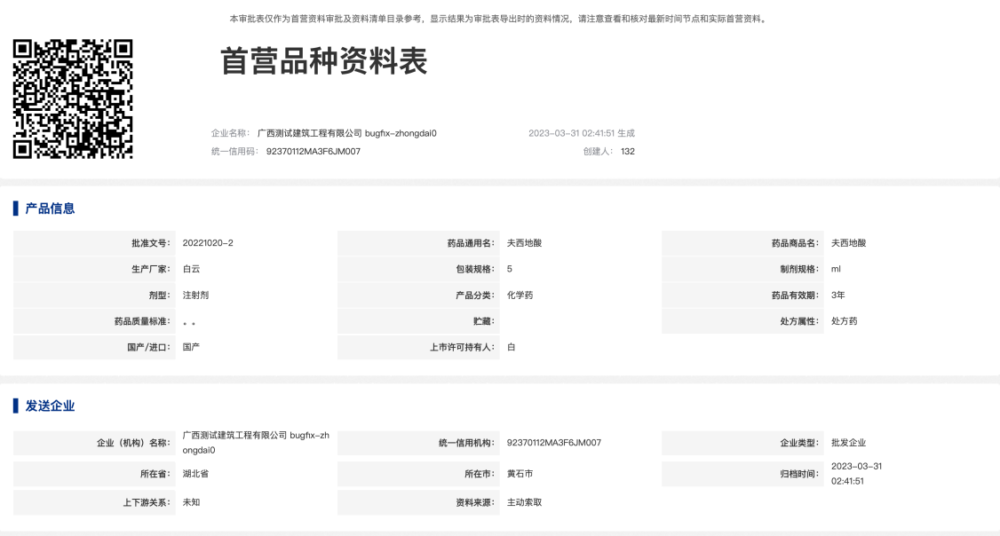 本审批表仅作为首营资料审批及资料清单目录参考，显示结果为审批表导出时的资料情况，请注意查看和核对最新时间节点和实际首营资料。
首营品种资料表
企业名称： 广西测试建筑工程有限公司 bugfix-zhongdai0 2023-03-31 02:41:51 生成
统一信用码： 92370112MA3F6JM007 创建人： 132
产品信息
批准文号： 20221020-2 药品通用名： 夫西地酸 药品商品名： 夫西地酸
生产厂家： 白云 包装规格： 5 制剂规格： ml
剂型： 注射剂 产品分类： 化学药 药品有效期： 3年
药品质量标准： 。。 贮藏： 处方属性： 处方药
国产/进口： 国产 上市许可持有人： 白
发送企业
企业（机构）名称： 广西测试建筑工程有限公司 bugfix-zh
ongdai0 统一信用机构： 92370112MA3F6JM007 企业类型： 批发企业
所在省： 湖北省 所在市： 黄石市 归档时间： 2023-03-31
02:41:51
上下游关系： 未知 资料来源： 主动索取